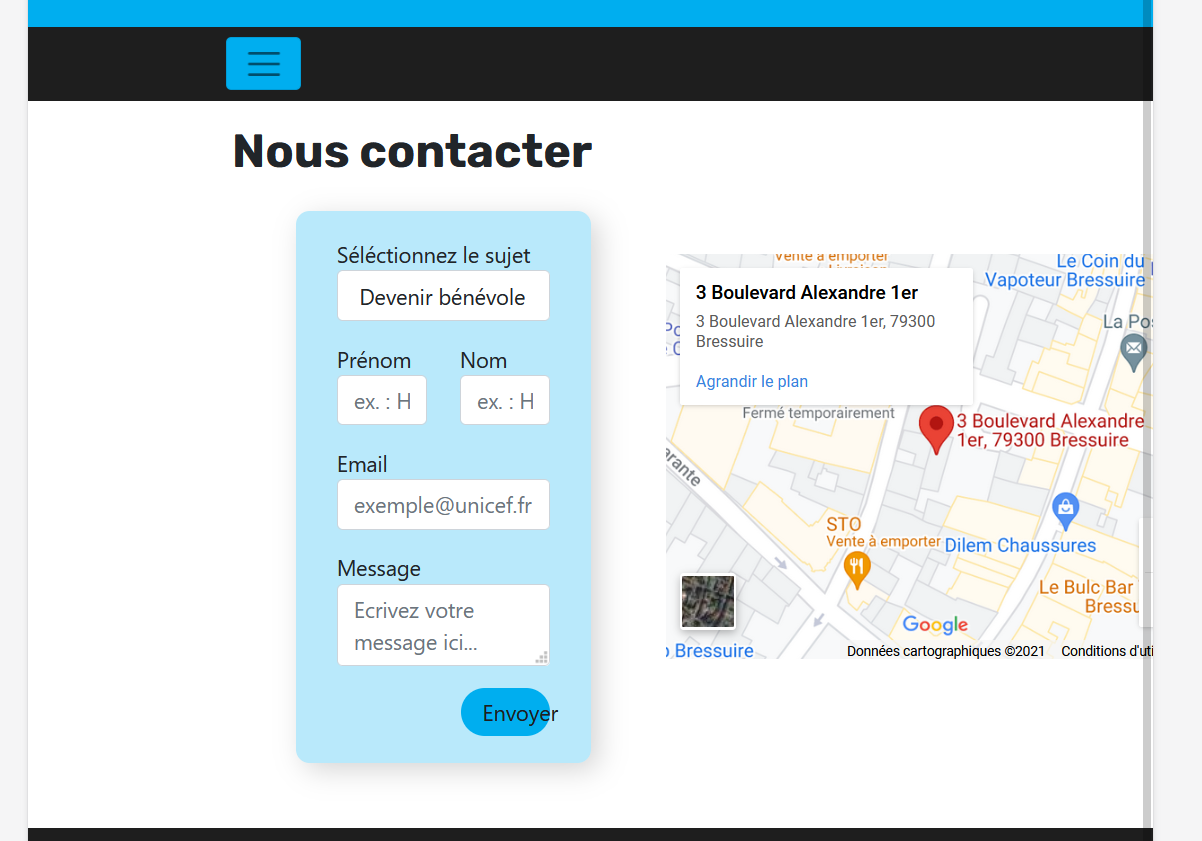 Nous contacter
Séléctionnez le sujet
Devenir bénévole
Prénom
Nom
ex. : H
ex. : H
Email
exemple@unicef.fr
Message
Ecrivez votre
message ici...
Envoyer
Vente à emporter
Le Coin du
Vapoteur Bressuire
3 Boulevard Alexandre 1er
3 Boulevard Alexandre 1er, 79300
Bressuire
Agrandir le plan
La Pos
Fermé temporairement
3 Boulevard Alexandre
1er, 79300 Bressuire
arante
STO
Vente à emporter
Dilem Chaussures
Le Bulc Bar
Bressu
Google
Bressuire
Données cartographiques ©2021
Conditions d'uti